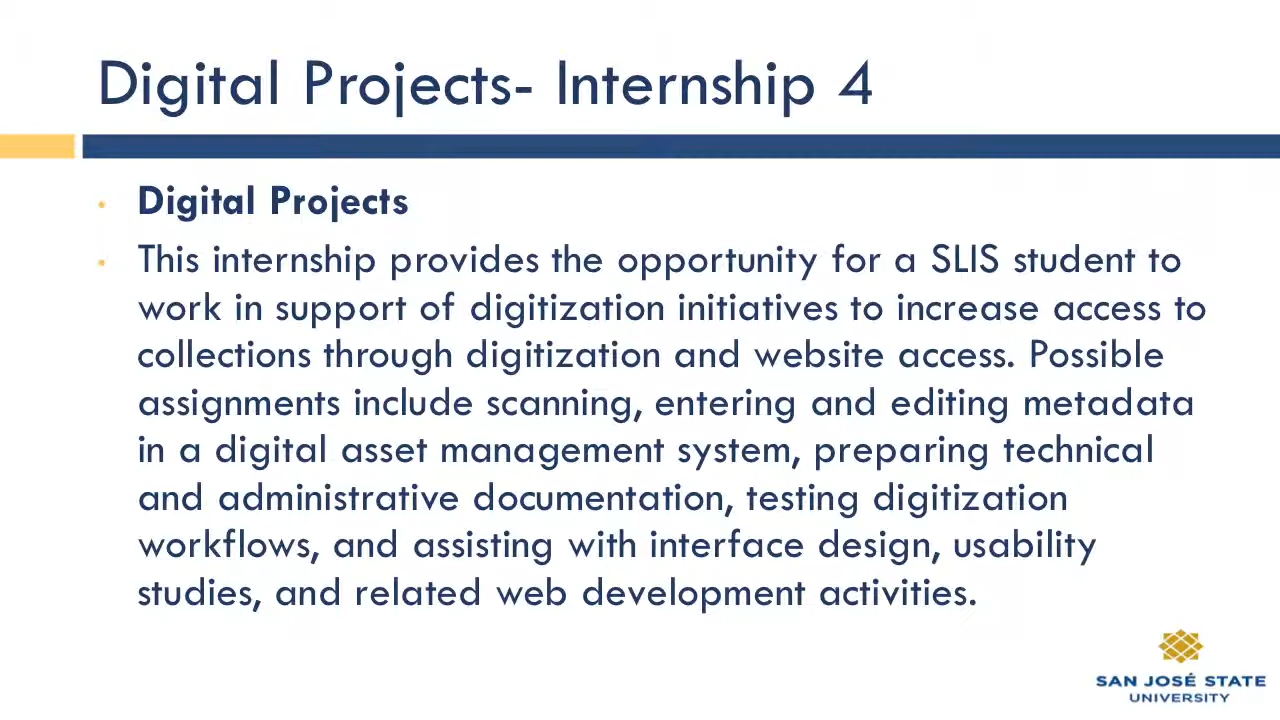 Digital Projects- Internship 4
• Digital Projects
• This internship provides the opportunity for a SLIS student to
work in support of digitization initiatives to increase access to
collections through digitization and website access. Possible
assignments include scanning, entering and editing metadata
in a digital asset management system, preparing technical
and administrative documentation, testing digitization
workflows, and assisting with interface design, usability
studies, and related web development activities.
SAN JOSÉ STATE
UNIVERSITY